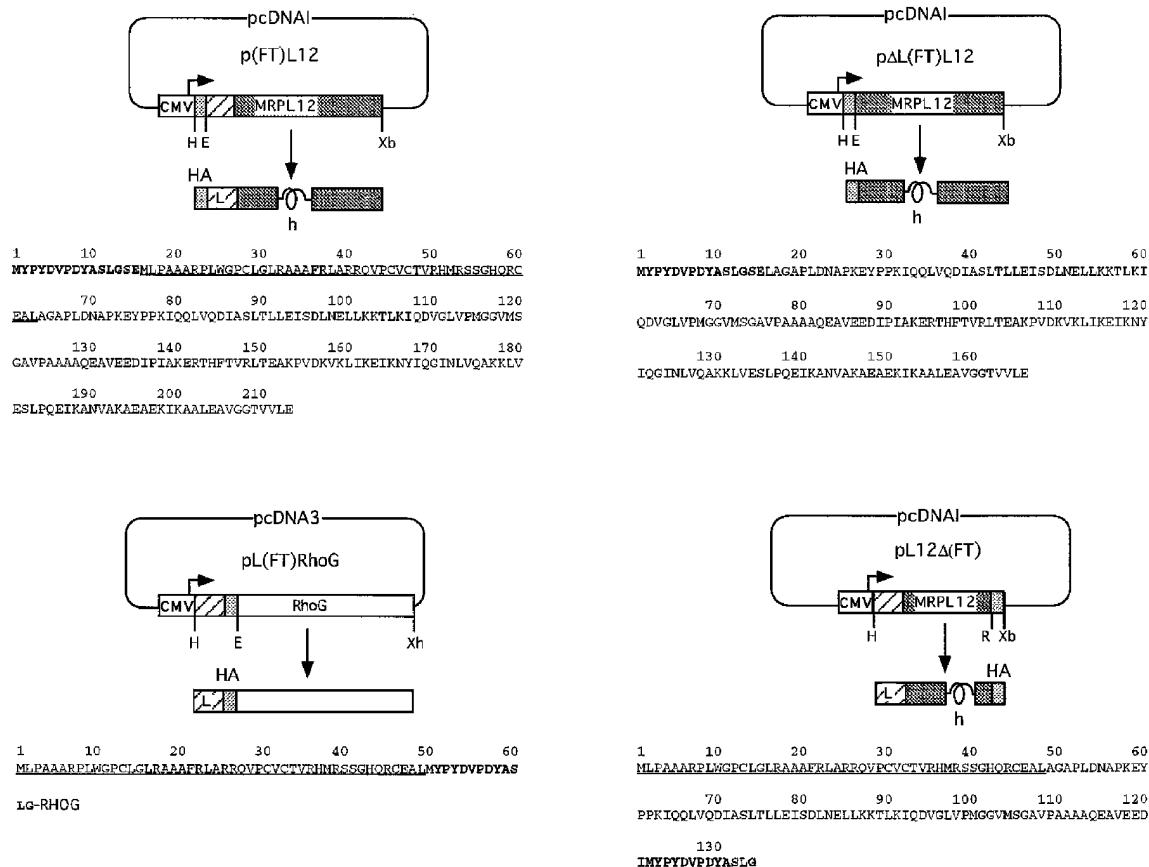 pcDNAI
p(FT)L12
CMV
MRPL12
H E
Xb
HA
L
h
1 10 20 30 40 50 60
MYPYDVPDYASLGSEMLPAAARPLWGPCLGLRAAAFRLARRQVPCVCTVRHMRSSGHQRC
70 80 90 100 110 120
EALAGAPLDNAPKEYPPKIQQLVQDIASLTLLEISDLNELLKKTLKIQDVGLVPMGGVMS
130 140 150 160 170 180
GAVPAAAAQEAVEEDIPIAKERTHFTVRLTEAKPVDKVKLIKEIKNYIQGINLVQAKKLV
190 200 210
ESLPQEIKANVAKAEAEKIKAALEAVGGTVVLE
pcDNAI
pΔL(FT)L12
CMV
MRPL12
H E
Xb
HA
h
1 10 20 30 40 50 60
MYPYDVPDYASLGSELAGAPLDNAPKEYPPKIQQLVQDIASLTLLEISDLNELLKKTLKI
70 80 90 100 110 120
QDVGLVPMGGVMSGAVPAAAAQEAVEEDIPIAKERTHFTVRLTEAKPVDKVKLIKEIKNY
130 140 150 160
IQGINLVQAKKLVESLPQEIKANVAKAEAEKIKAALEAVGGTVVLE
pcDNA3
pL(FT)RhoG
CMV
RhoG
H E
Xh
HA
L
1 10 20 30 40 50 60
MLPAAARPLWGPCLGLRAAAFRLARRQVPCVCTVRHMRSSGHQRCEALMYPYDVPDYAS
LG-RHOG
pcDNAI
pL12Δ(FT)
CMV
MRPL12
H
R Xb
HA
L
h
1 10 20 30 40 50 60
MLPAAARPLWGPCLGLRAAAFRLARRQVPCVCTVRHMRSSGHQRCEALAGAPLDNAPKEY
70 80 90 100 110 120
PPKIQQLVQDIASLTLLEISDLNELLKKTLKIQDVGLVPMGGVMSGAVPAAAAQEAVEED
130
IMYPYDVPDYASLG